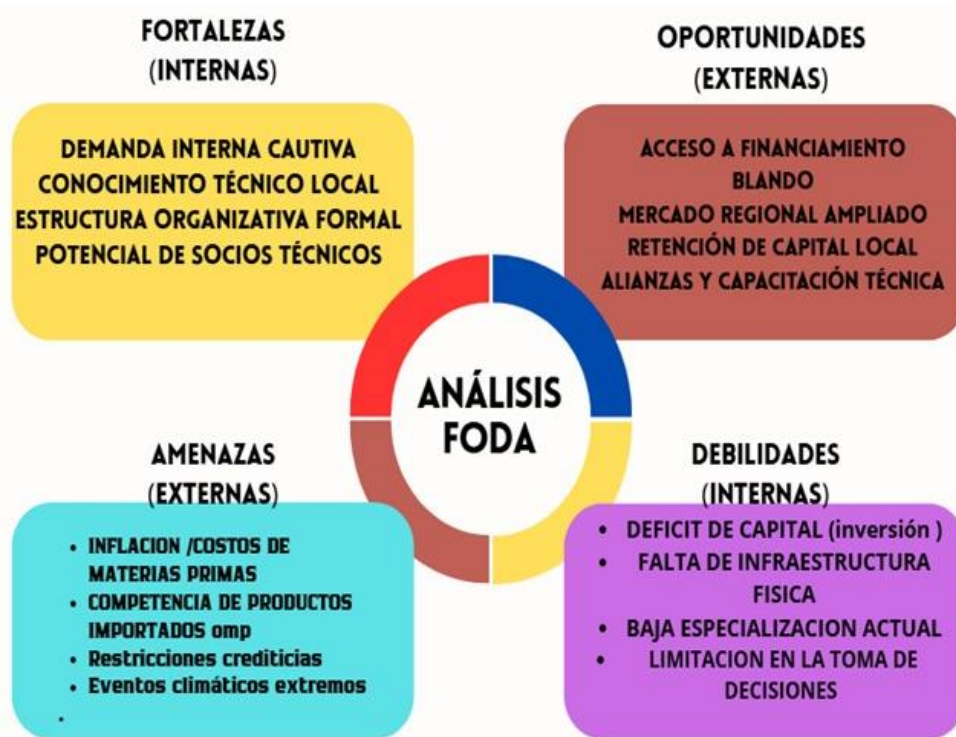 FORTALEZAS
(INTERNAS)
DEMANDA INTERNA CAUTIVA
CONOCIMIENTO TÉCNICO LOCAL
ESTRUCTURA ORGANIZATIVA FORMAL
POTENCIAL DE SOCIOS TÉCNICOS
OPORTUNIDADES
(EXTERNAS)
ACCESO A FINANCIAMIENTO
BLANDO
MERCADO REGIONAL AMPLIADO
RETENCIÓN DE CAPITAL LOCAL
ALIANZAS Y CAPACITACIÓN TÉCNICA
ANÁLISIS
FODA
AMENAZAS
(EXTERNAS)
• INFLACION /COSTOS DE
MATERIAS PRIMAS
• COMPETENCIA DE PRODUCTOS
IMPORTADOS omp
• Restricciones crediticias
• Eventos climáticos extremos
•
DEBILIDADES
(INTERNAS)
• DEFICIT DE CAPITAL (inversión )
• FALTA DE INFRAESTRUCTURA
FISICA
• BAJA ESPECIALIZACION ACTUAL
• LIMITACION EN LA TOMA DE
DECISIONES